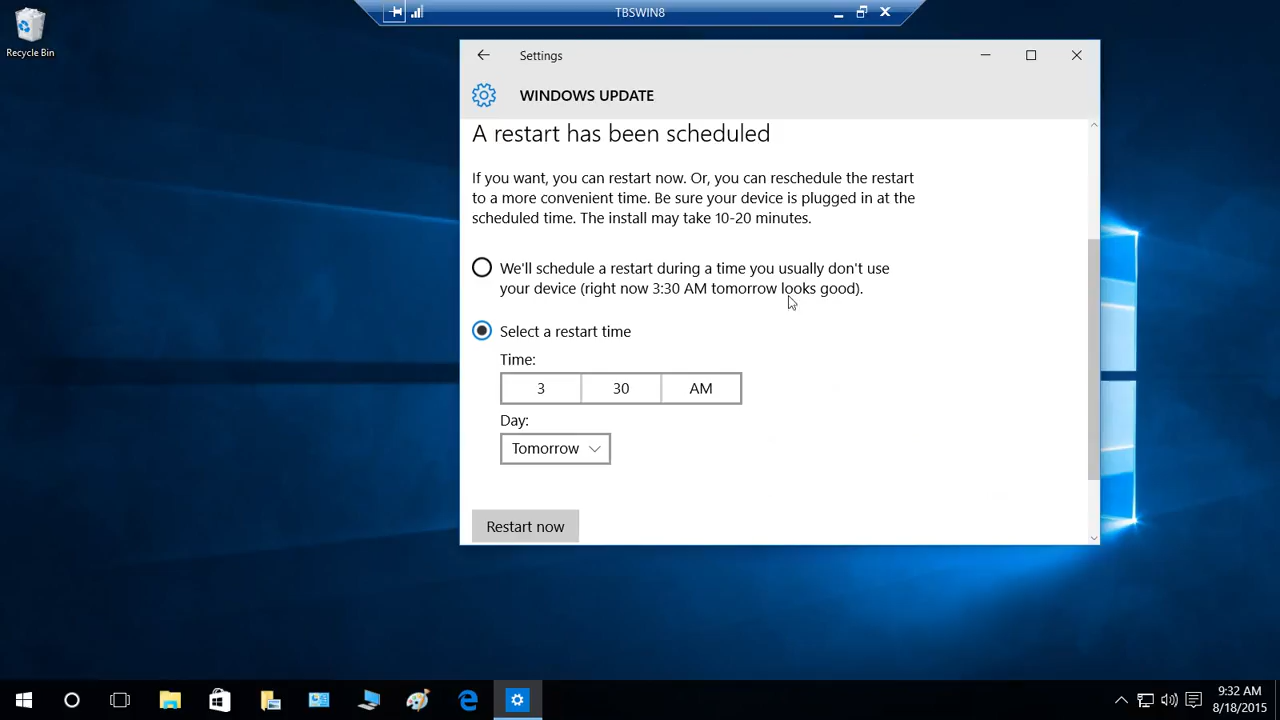 TBSWIN8
Recycle Bin
Settings
WINDOWS UPDATE
A restart has been scheduled
If you want, you can restart now. Or, you can reschedule the restart
to a more convenient time. Be sure your device is plugged in at the
scheduled time. The install may take 10-20 minutes.
We'll schedule a restart during a time you usually don't use
your device (right now 3:30 AM tomorrow looks good).
Select a restart time
Time:
3 30 AM
Day:
Tomorrow
Restart now
9:32 AM
8/18/2015